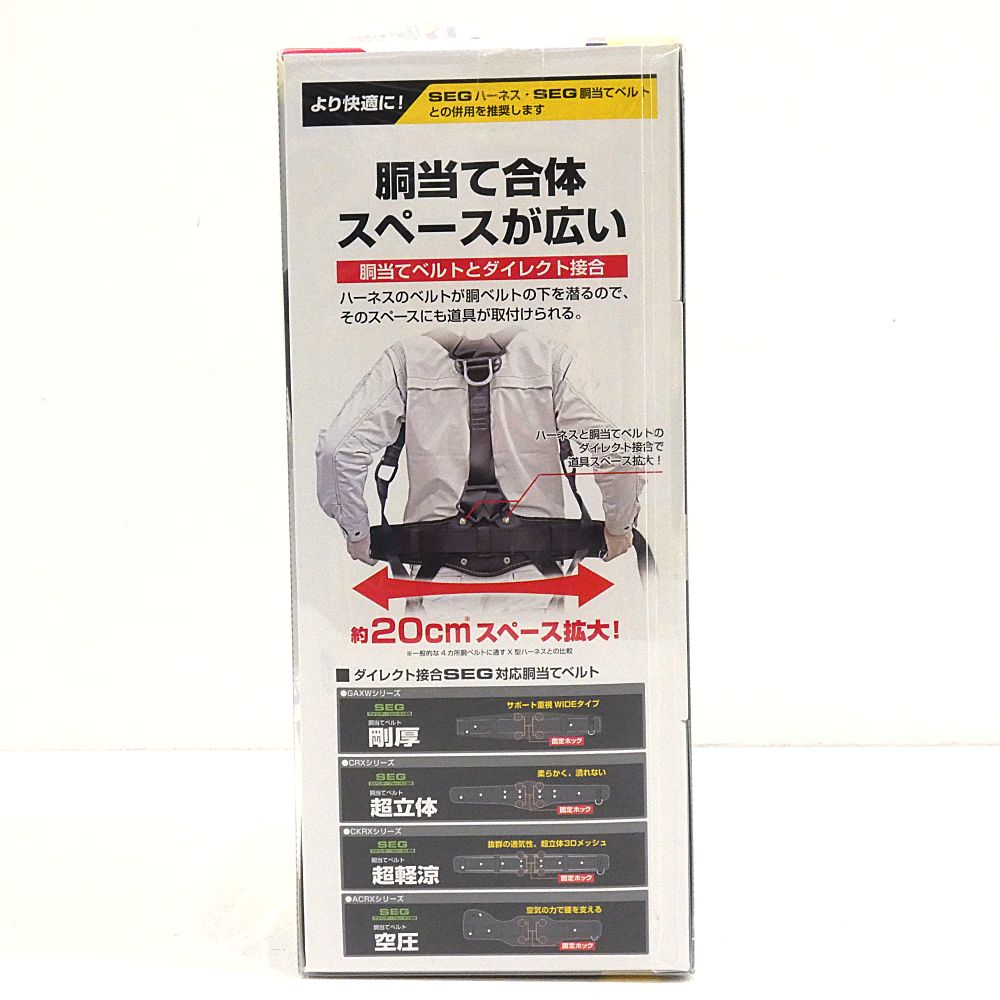 より快適に!
SEG ハーネス・SEG 胴当てベルト
との併用を推奨します
胴当て合体
スペースが広い
胴当てベルトとダイレクト接合
ハーネスのベルトが胴ベルトの下を潜るので、
そのスペースにも道具が取付けられる。
ハーネスと胴当てベルトの
ダイレクト接合で
道具スペース拡大!
約20cm※スペース拡大!
※一般的な4カ所胴ベルトに通すX型ハーネスとの比較
■ ダイレクト接合SEG対応胴当てベルト
●GAXWシリーズ
SEG
サポート重視 WIDEタイプ
胴当てベルト
剛厚
固定ホック
●CRXシリーズ
SEG
柔らかく、潰れない
胴当てベルト
超立体
固定ホック
●CKRXシリーズ
SEG
抜群の通気性、超立体3Dメッシュ
胴当てベルト
超軽涼
固定ホック
●ACRXシリーズ
SEG
空気の力で腰を支える
胴当てベルト
空圧
固定ホック